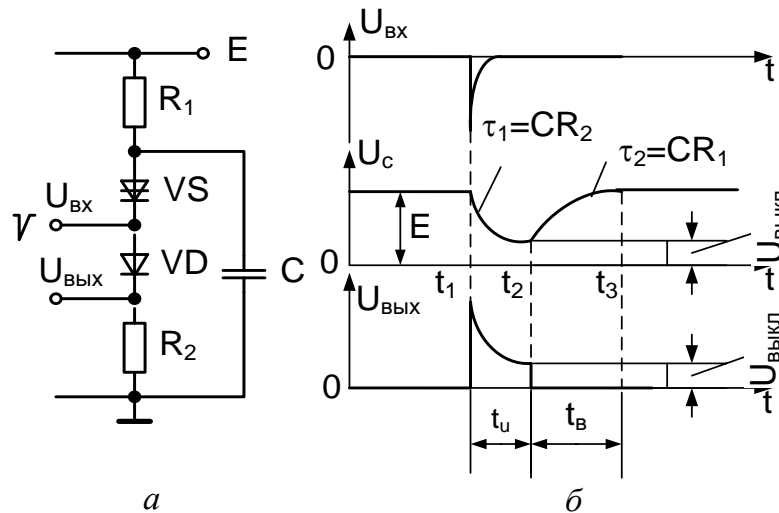 E
R₁
VS
Uвх
VD
Uвых
C
R₂
а
Uвх
0
t
τ₁=CR₂
τ₂=CR₁
Uс
E
0
t₁
t₂
t₃
t
Uвыкл
Uвых
0
t
Uвыкл
tи
tв
б